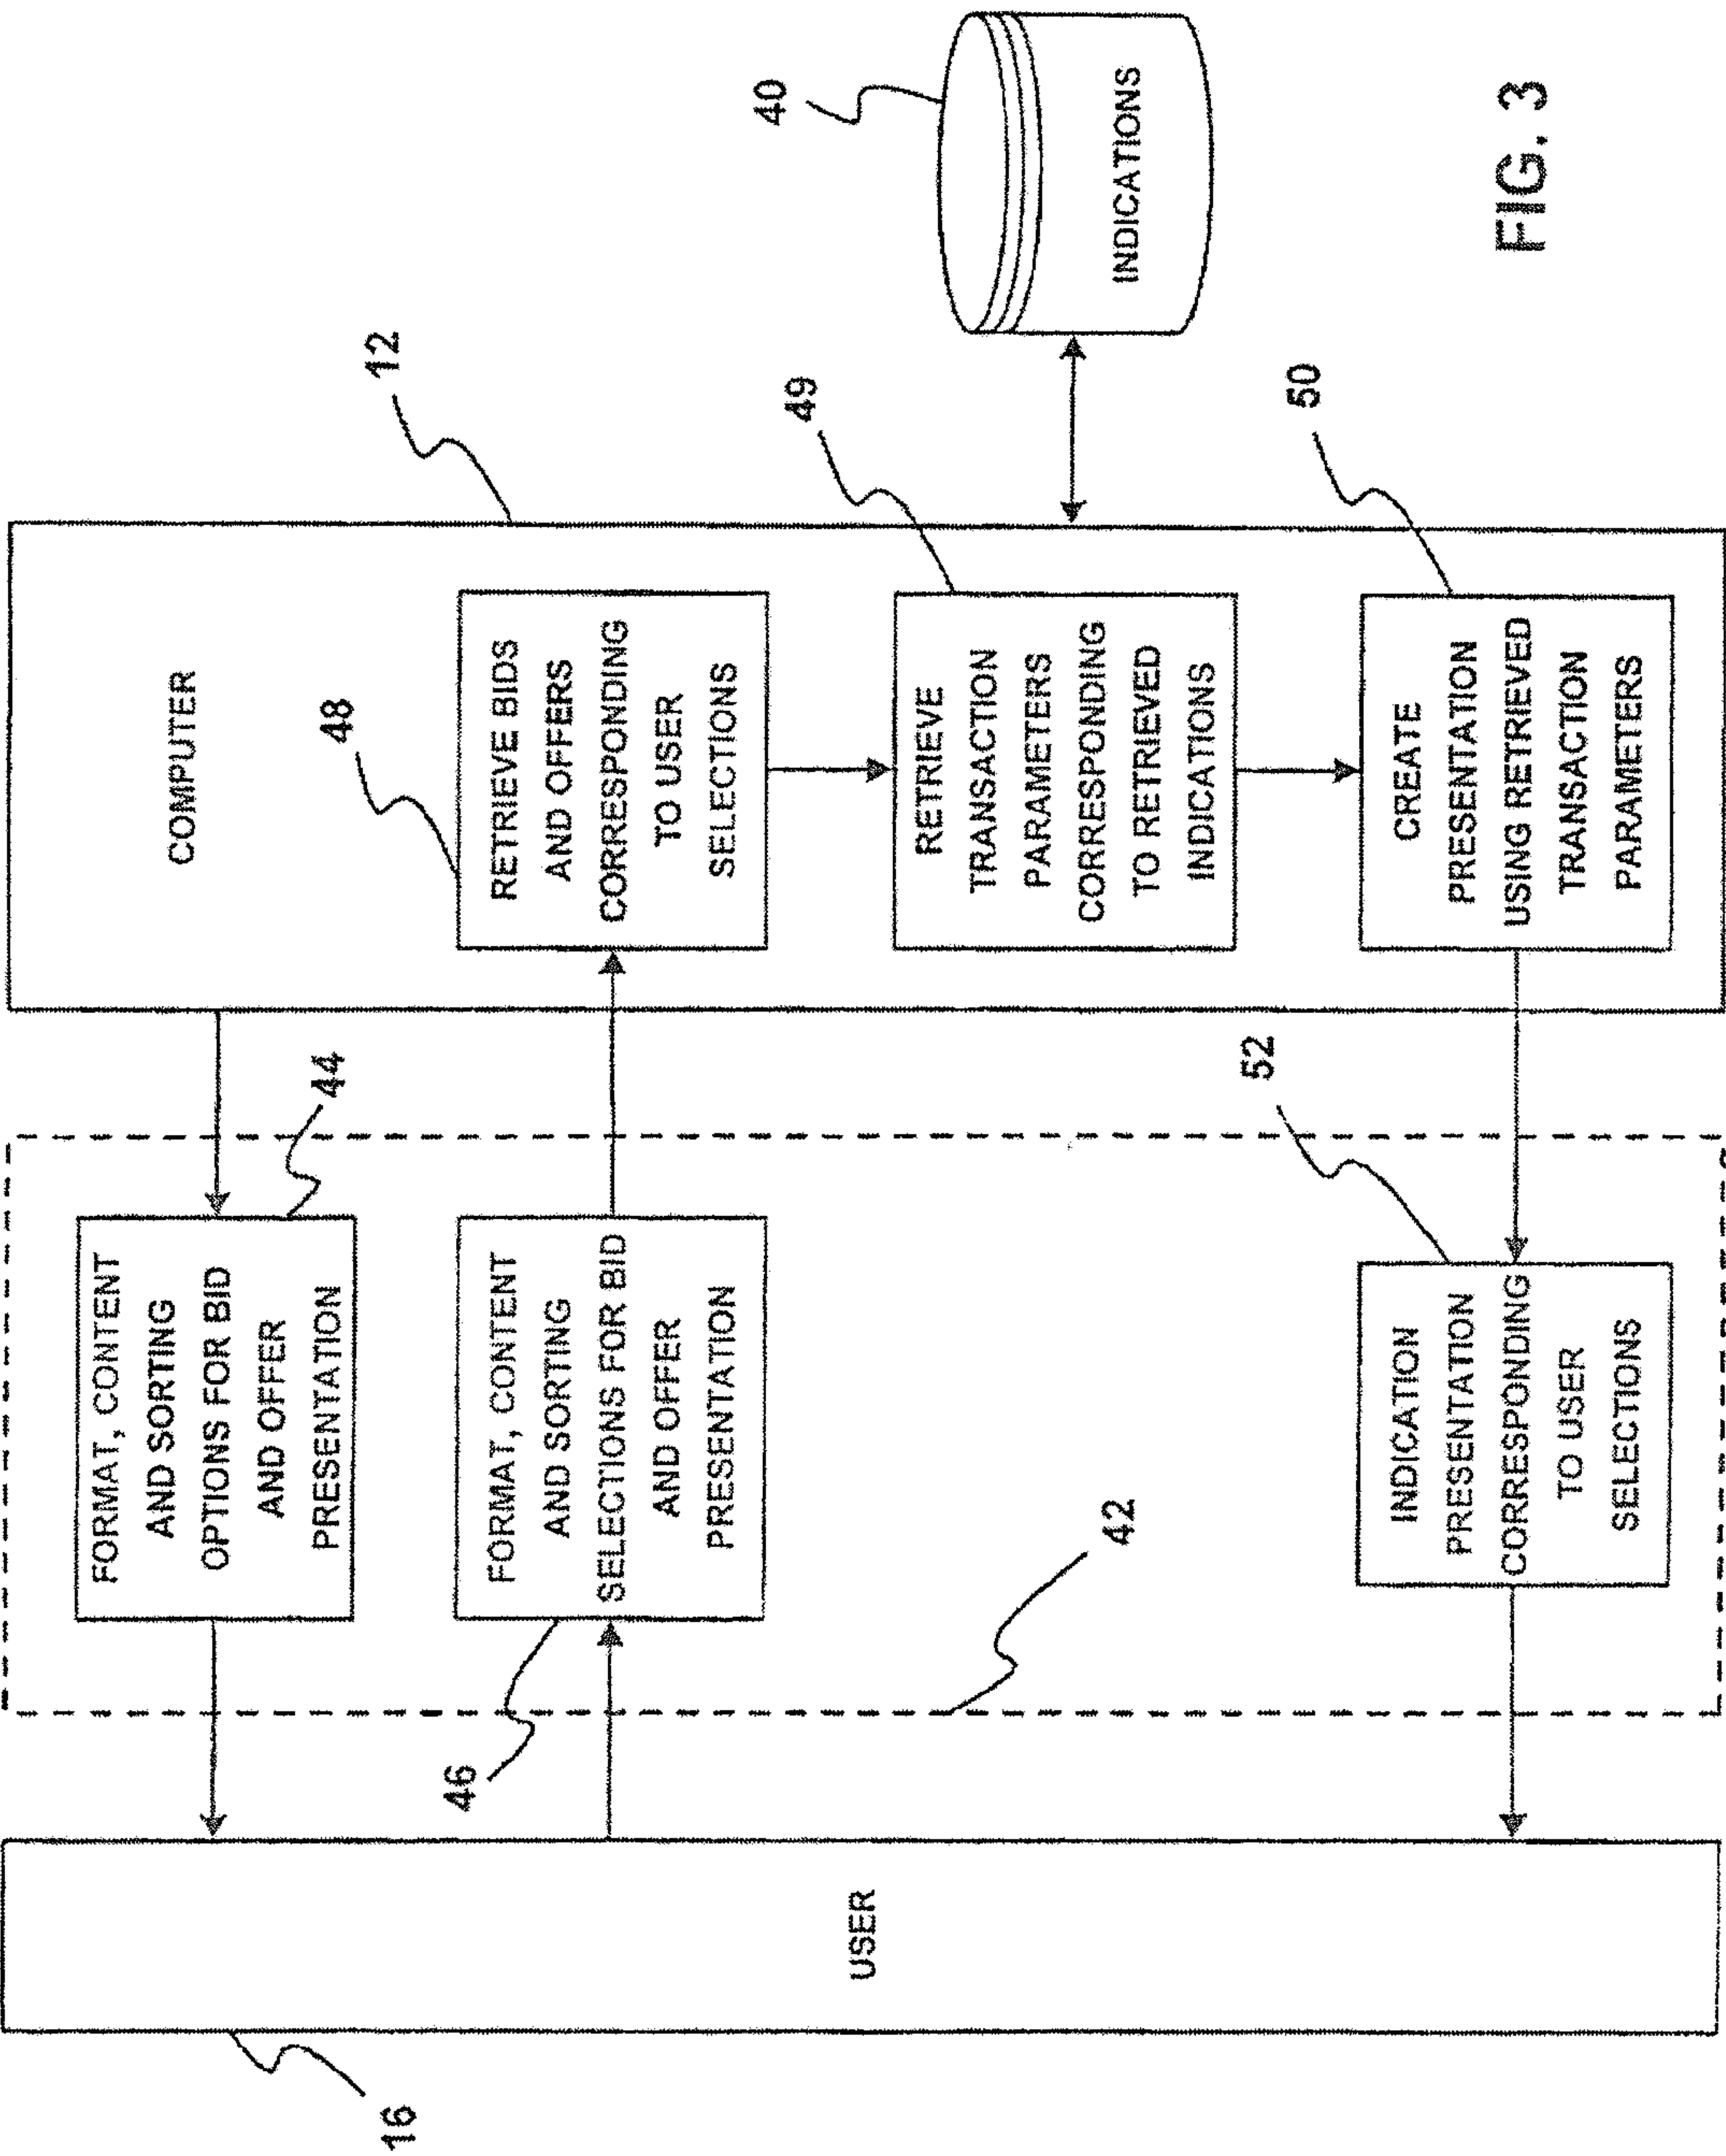 16
USER
46
42
FORMAT, CONTENT
AND SORTING
OPTIONS FOR BID
AND OFFER
PRESENTATION
44
FORMAT, CONTENT
AND SORTING
SELECTIONS FOR BID
AND OFFER
PRESENTATION
INDICATION
PRESENTATION
CORRESPONDING
TO USER
SELECTIONS
52
COMPUTER
12
48
RETRIEVE BIDS
AND OFFERS
CORRESPONDING
TO USER
SELECTIONS
49
RETRIEVE
TRANSACTION
PARAMETERS
CORRESPONDING
TO RETRIEVED
INDICATIONS
50
CREATE
PRESENTATION
USING RETRIEVED
TRANSACTION
PARAMETERS
40
INDICATIONS
FIG. 3